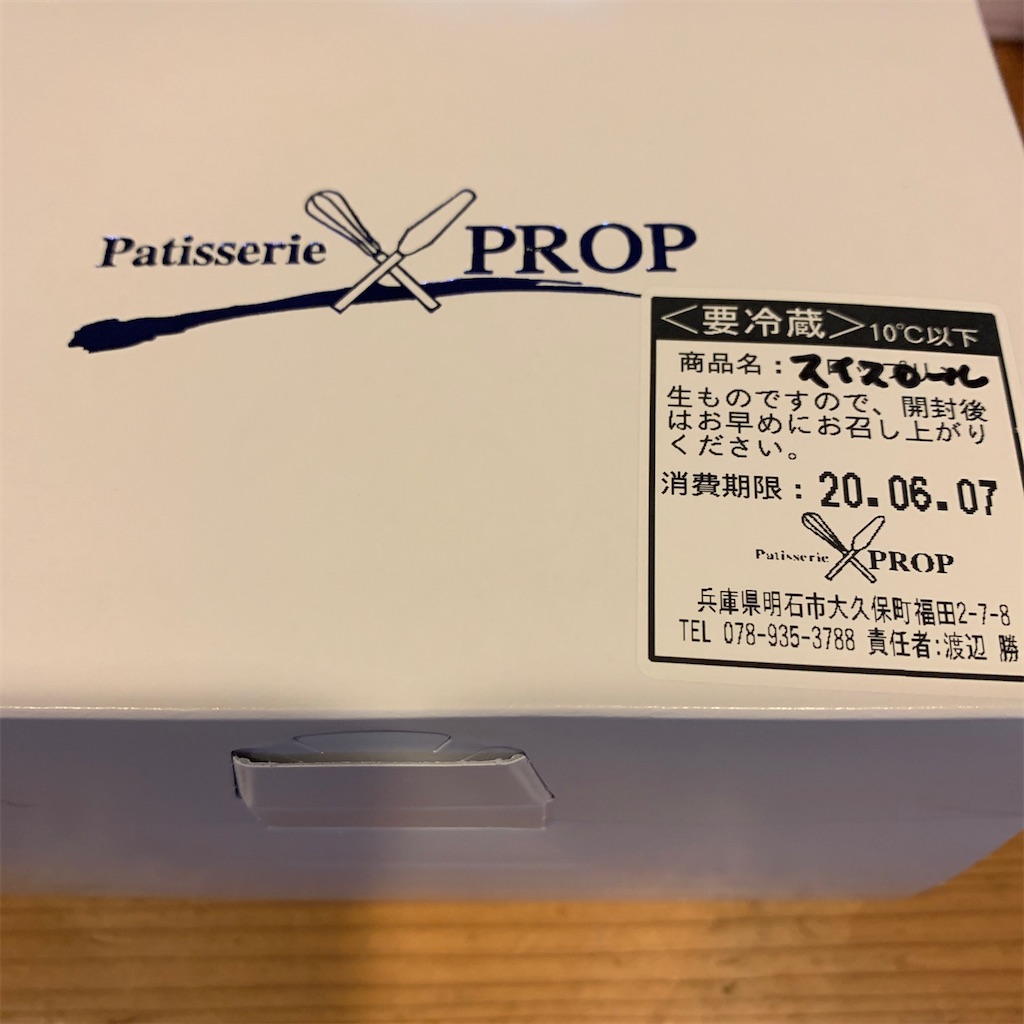 Patisserie PROP
<要冷蔵>10℃以下
商品名:スイスロール
生ものですので、開封後
はお早めにお召し上がり
ください。
消費期限:20.06.07
Patisserie PROP
兵庫県明石市大久保町福田2-7-8
TEL 078-935-3788 責任者:渡辺 勝